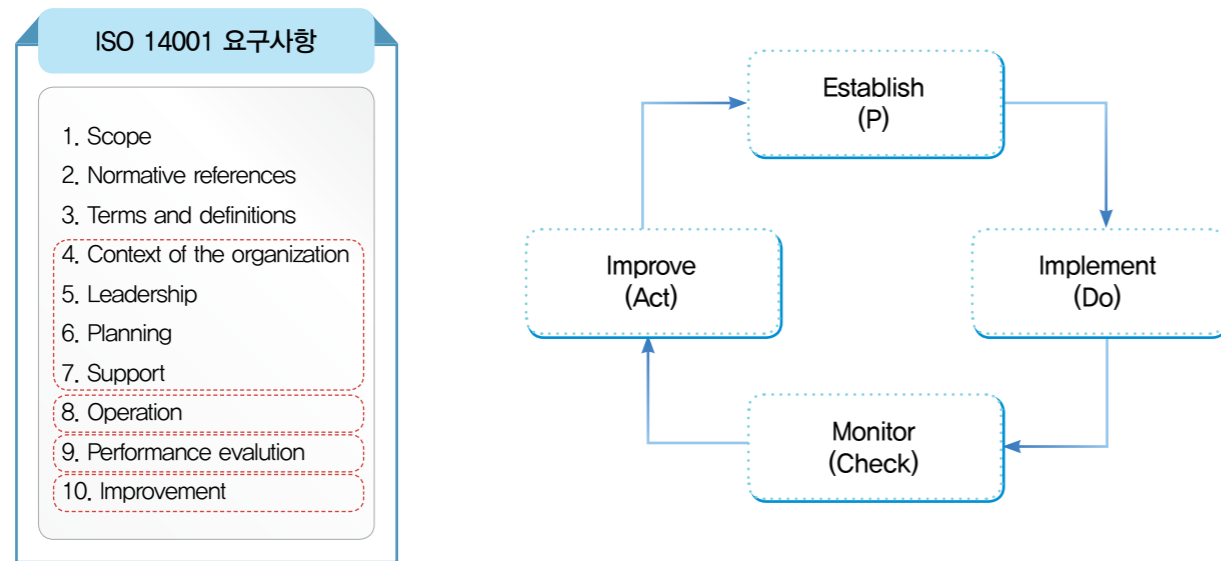 ISO 14001 요구사항
1. Scope
2. Normative references
3. Terms and definitions
4. Context of the organization
5. Leadership
6. Planning
7. Support
8. Operation
9. Performance evalution
10. Improvement
Establish
(P)
Improve
(Act)
Implement
(Do)
Monitor
(Check)